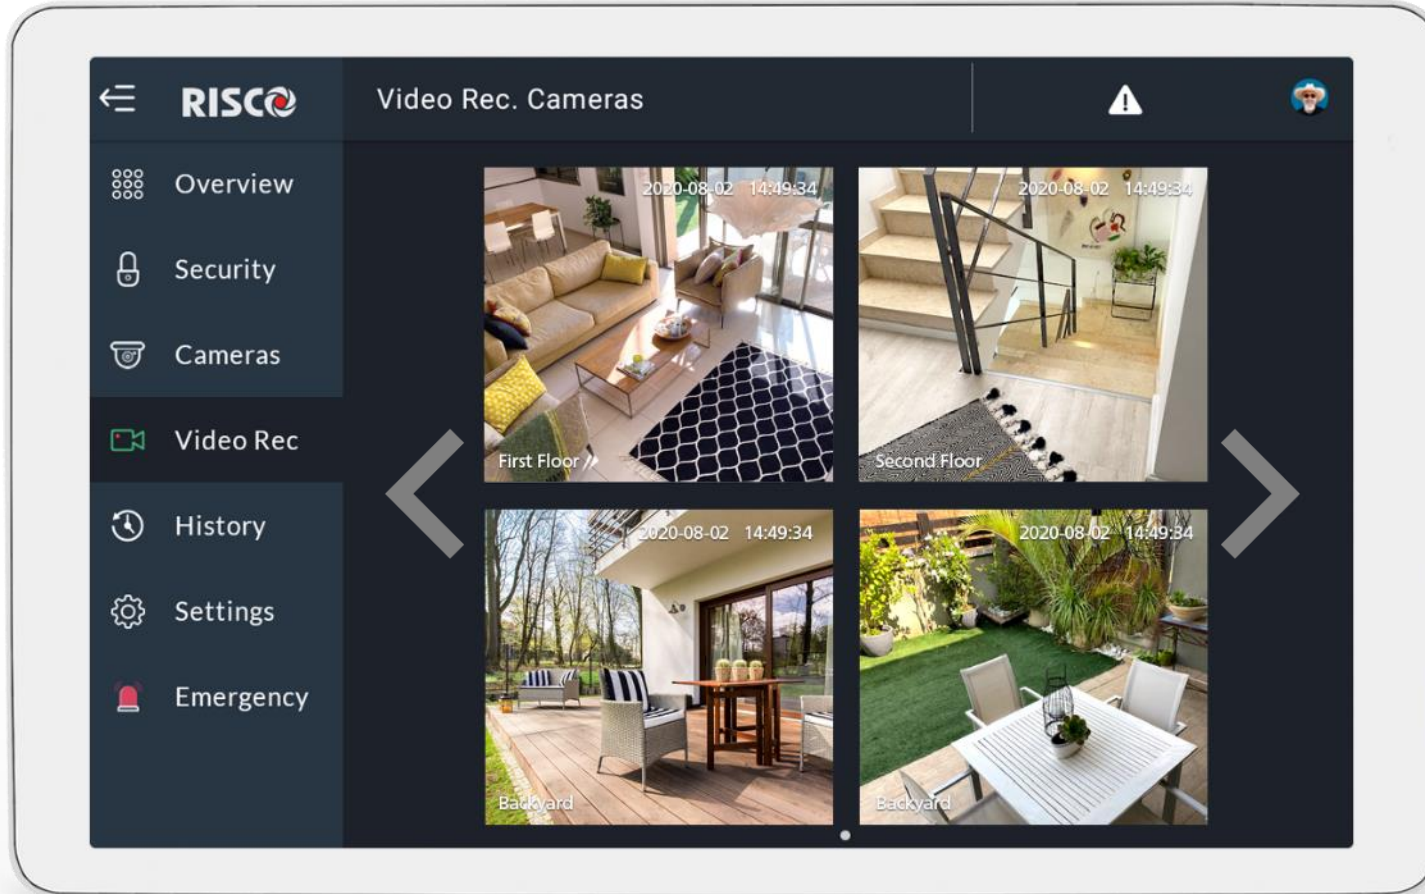 RISCO
Video Rec. Cameras
Overview
Security
Cameras
Video Rec
History
Settings
Emergency
2020-08-02 14:49:34
First Floor
2020-08-02 14:49:34
Second Floor
2020-08-02 14:49:34
Backyard
2020-08-02 14:49:34
Backyard